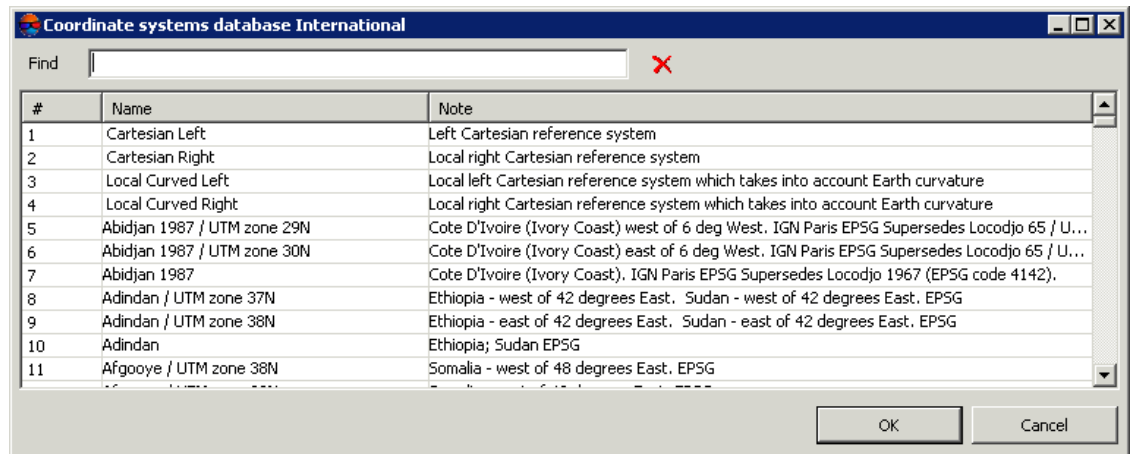 Coordinate systems database International
Find
# Name Note
1 Cartesian Left Left Cartesian reference system
2 Cartesian Right Local right Cartesian reference system
3 Local Curved Left Local left Cartesian reference system which takes into account Earth curvature
4 Local Curved Right Local right Cartesian reference system which takes into account Earth curvature
5 Abidjan 1987 / UTM zone 29N Cote D'Ivoire (Ivory Coast) west of 6 deg West. IGN Paris EPSG Supersedes Locodjo 65 / U...
6 Abidjan 1987 / UTM zone 30N Cote D'Ivoire (Ivory Coast) east of 6 deg West. IGN Paris EPSG Supersedes Locodjo 65 / U...
7 Abidjan 1987 Cote D'Ivoire (Ivory Coast). IGN Paris EPSG Supersedes Locodjo 1967 (EPSG code 4142).
8 Adindan / UTM zone 37N Ethiopia - west of 42 degrees East.  Sudan - west of 42 degrees East. EPSG
9 Adindan / UTM zone 38N Ethiopia - east of 42 degrees East.  Sudan - east of 42 degrees East. EPSG
10 Adindan Ethiopia; Sudan EPSG
11 Afgooye / UTM zone 38N Somalia - west of 48 degrees East. EPSG
OK Cancel